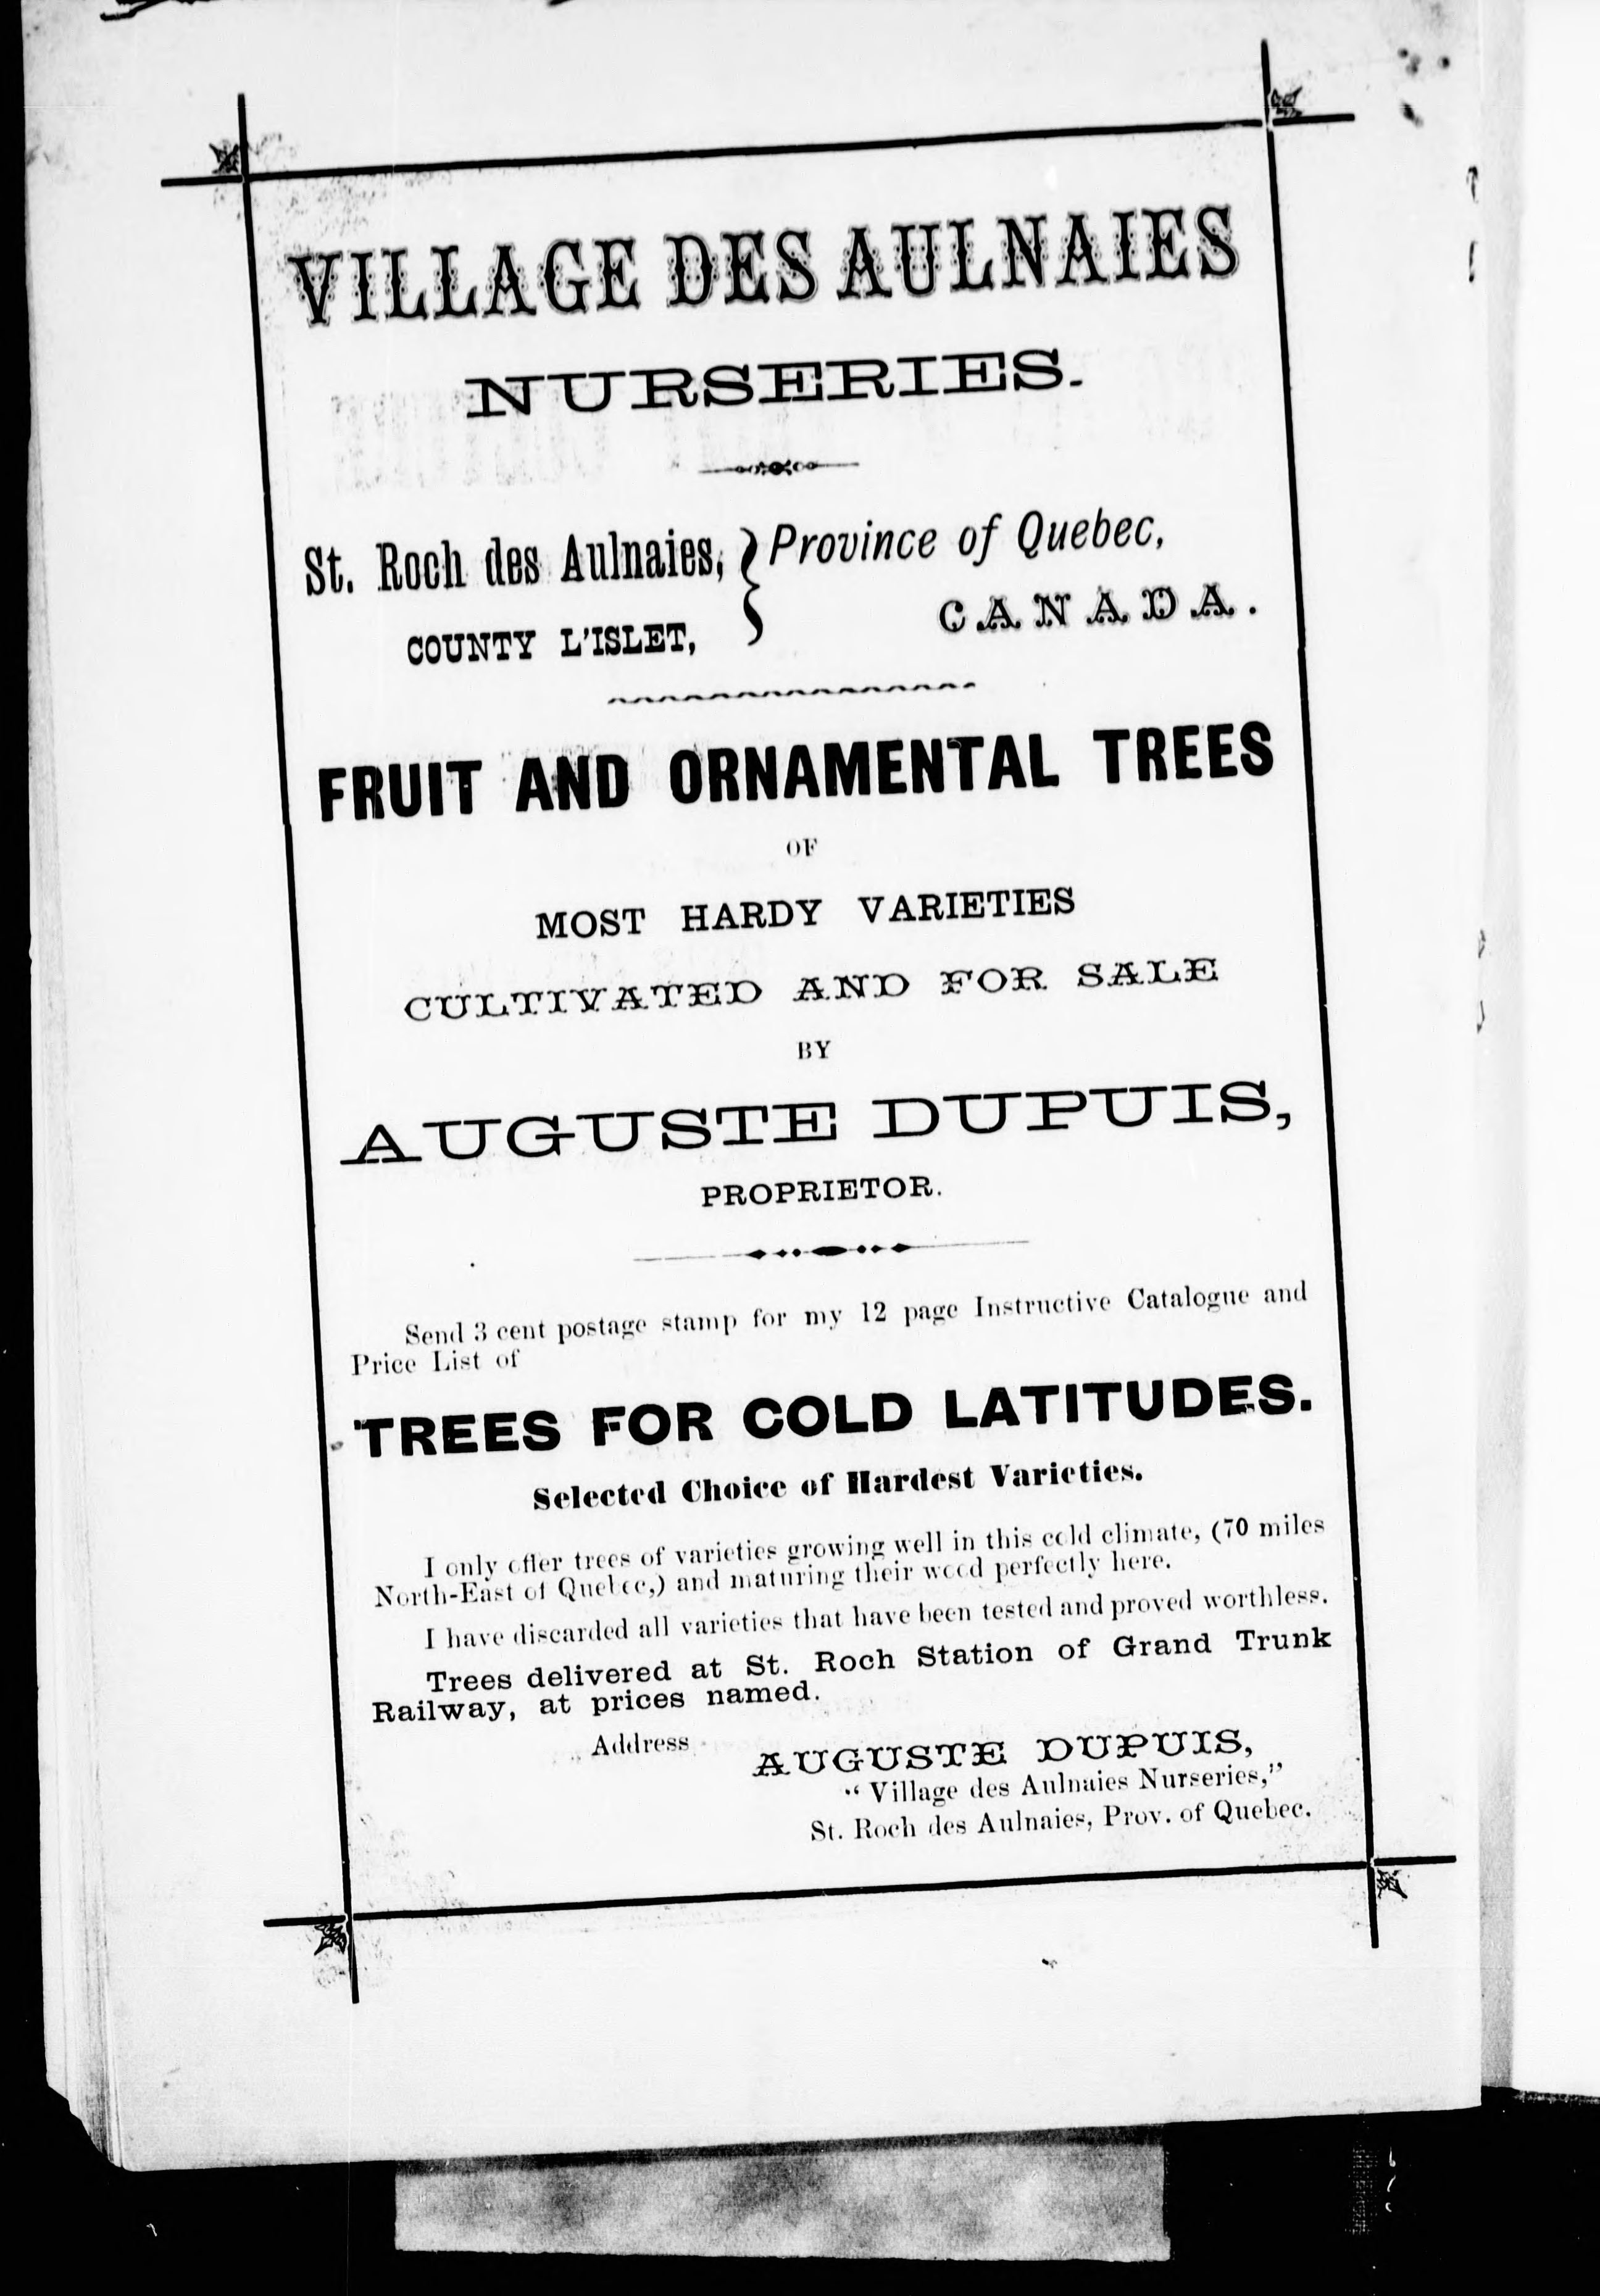 VILLAGE DES AULNAIES
NURSERIES.
St. Roch des Aulnaies, } Province of Quebec,
COUNTY L'ISLET, CANADA.
FRUIT AND ORNAMENTAL TREES
OF
MOST HARDY VARIETIES
CULTIVATED AND FOR SALE
BY
AUGUSTE DUPUIS,
PROPRIETOR.
Send 3 cent postage stamp for my 12 page Instructive Catalogue and
Price List of
TREES FOR COLD LATITUDES.
Selected Choice of Hardest Varieties.
I only offer trees of varieties growing well in this cold climate, (70 miles
North-East of Quebec,) and maturing their wood perfectly here.
I have discarded all varieties that have been tested and proved worthless.
Trees delivered at St. Roch Station of Grand Trunk
Railway, at prices named.
Address
AUGUSTE DUPUIS,
"Village des Aulnaies Nurseries,"
St. Roch des Aulnaies, Prov. of Quebec.